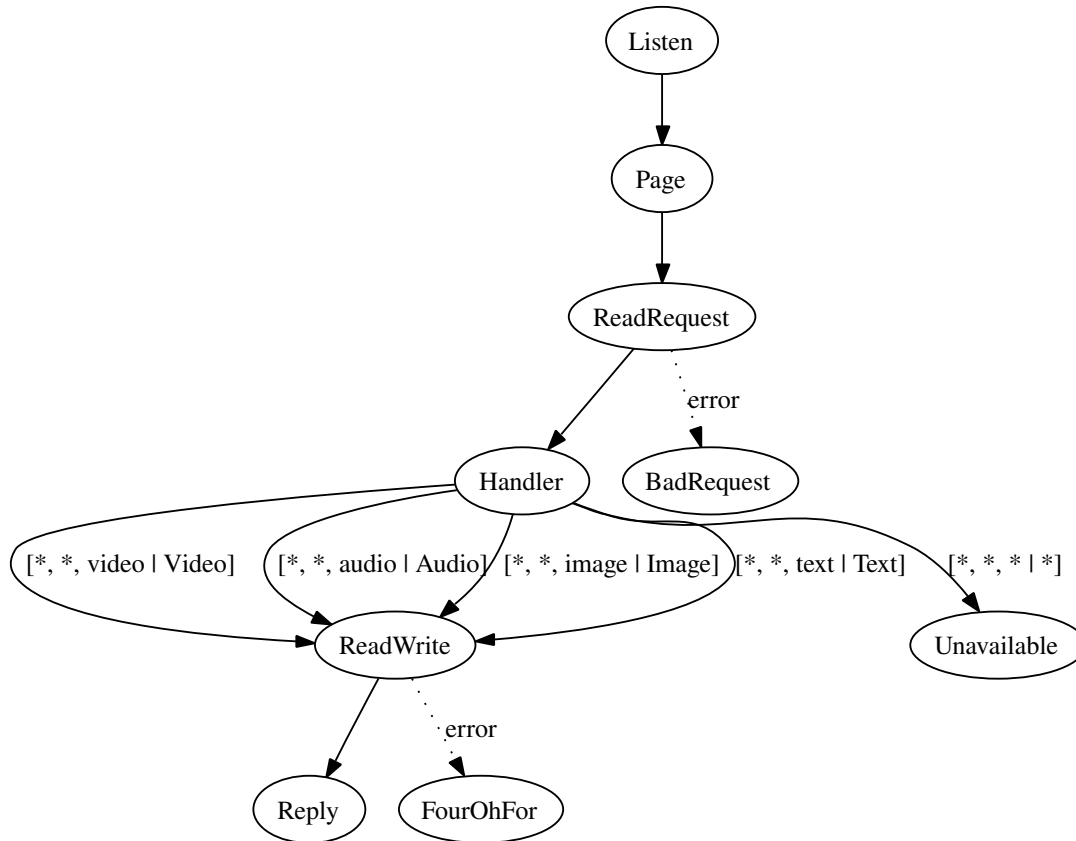 Listen
Page
ReadRequest
error
Handler
BadRequest
[*, *, video | Video]
[*, *, audio | Audio]
[*, *, image | Image]
[*, *, text | Text]
[*, *, * | *]
ReadWrite
Unavailable
error
Reply
FourOhFor